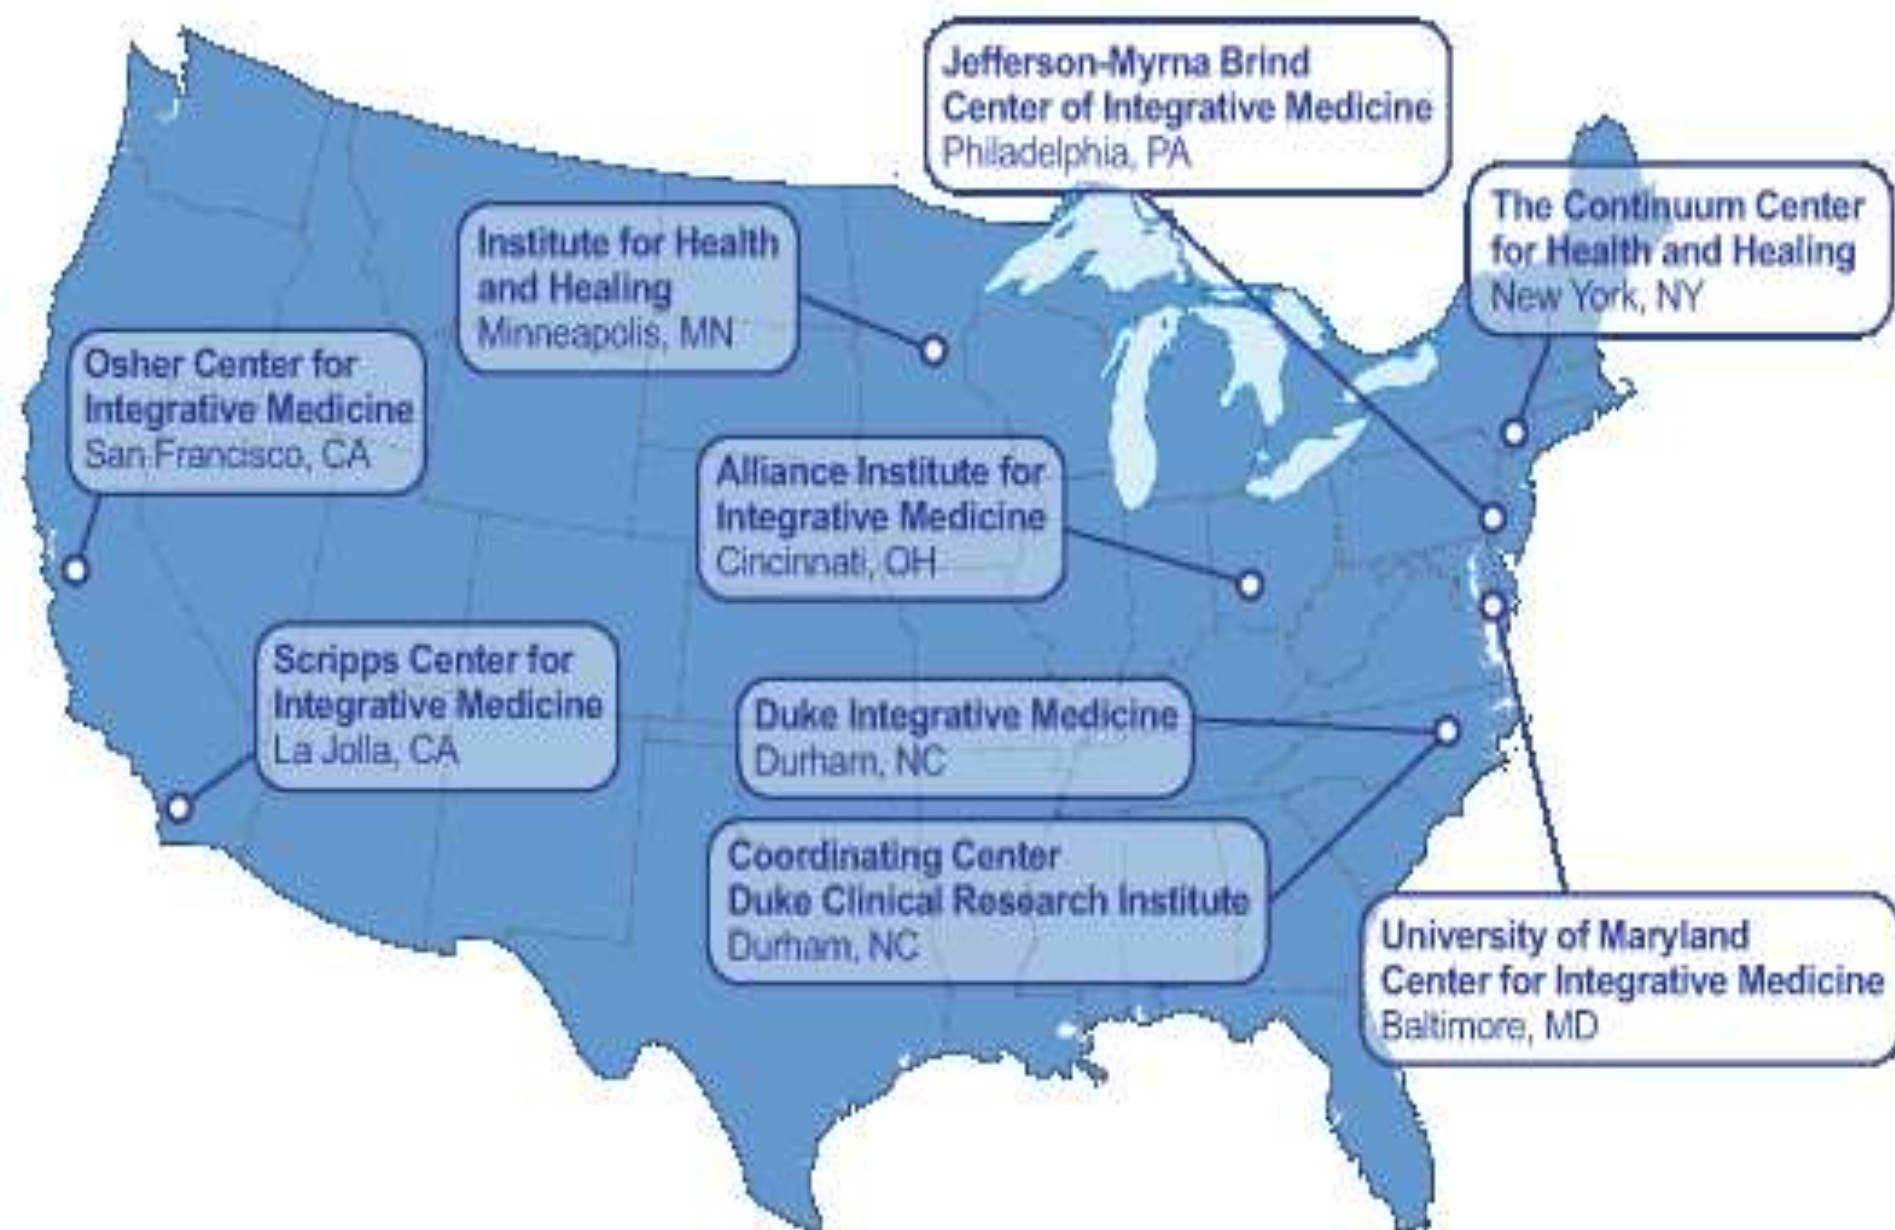 Jefferson-Myrna Brind
Center of Integrative Medicine
Philadelphia, PA
The Continuum Center
for Health and Healing
New York, NY
Institute for Health
and Healing
Minneapolis, MN
Osher Center for
Integrative Medicine
San Francisco, CA
Alliance Institute for
Integrative Medicine
Cincinnati, OH
Scripps Center for
Integrative Medicine
La Jolla, CA
Duke Integrative Medicine
Durham, NC
Coordinating Center
Duke Clinical Research Institute
Durham, NC
University of Maryland
Center for Integrative Medicine
Baltimore, MD